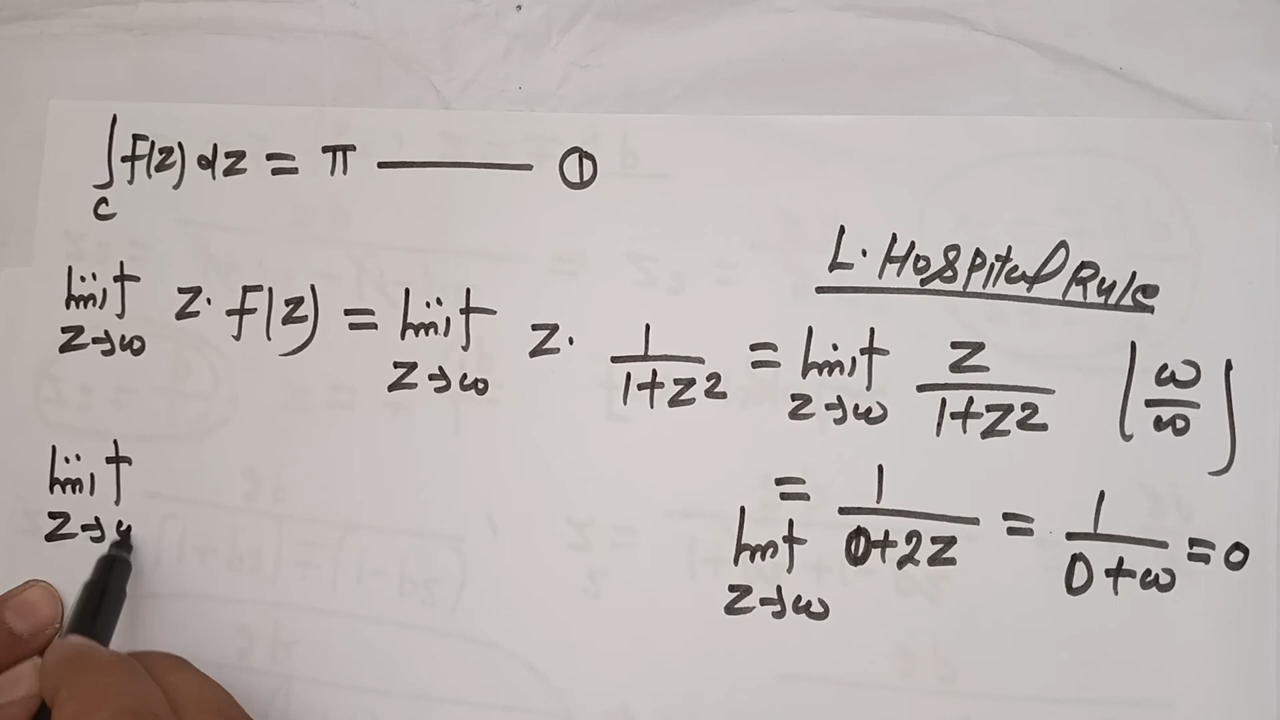 ∫_C f(z) dz = π ——— ①
L. Hospital Rule
limit_{z→∞} z · f(z) = limit_{z→∞} z · 1/(1+z²) = limit_{z→∞} z/(1+z²) (∞/∞)
= limit_{z→∞} 1/(0+2z) = 1/(0+∞) = 0
limit_{z→